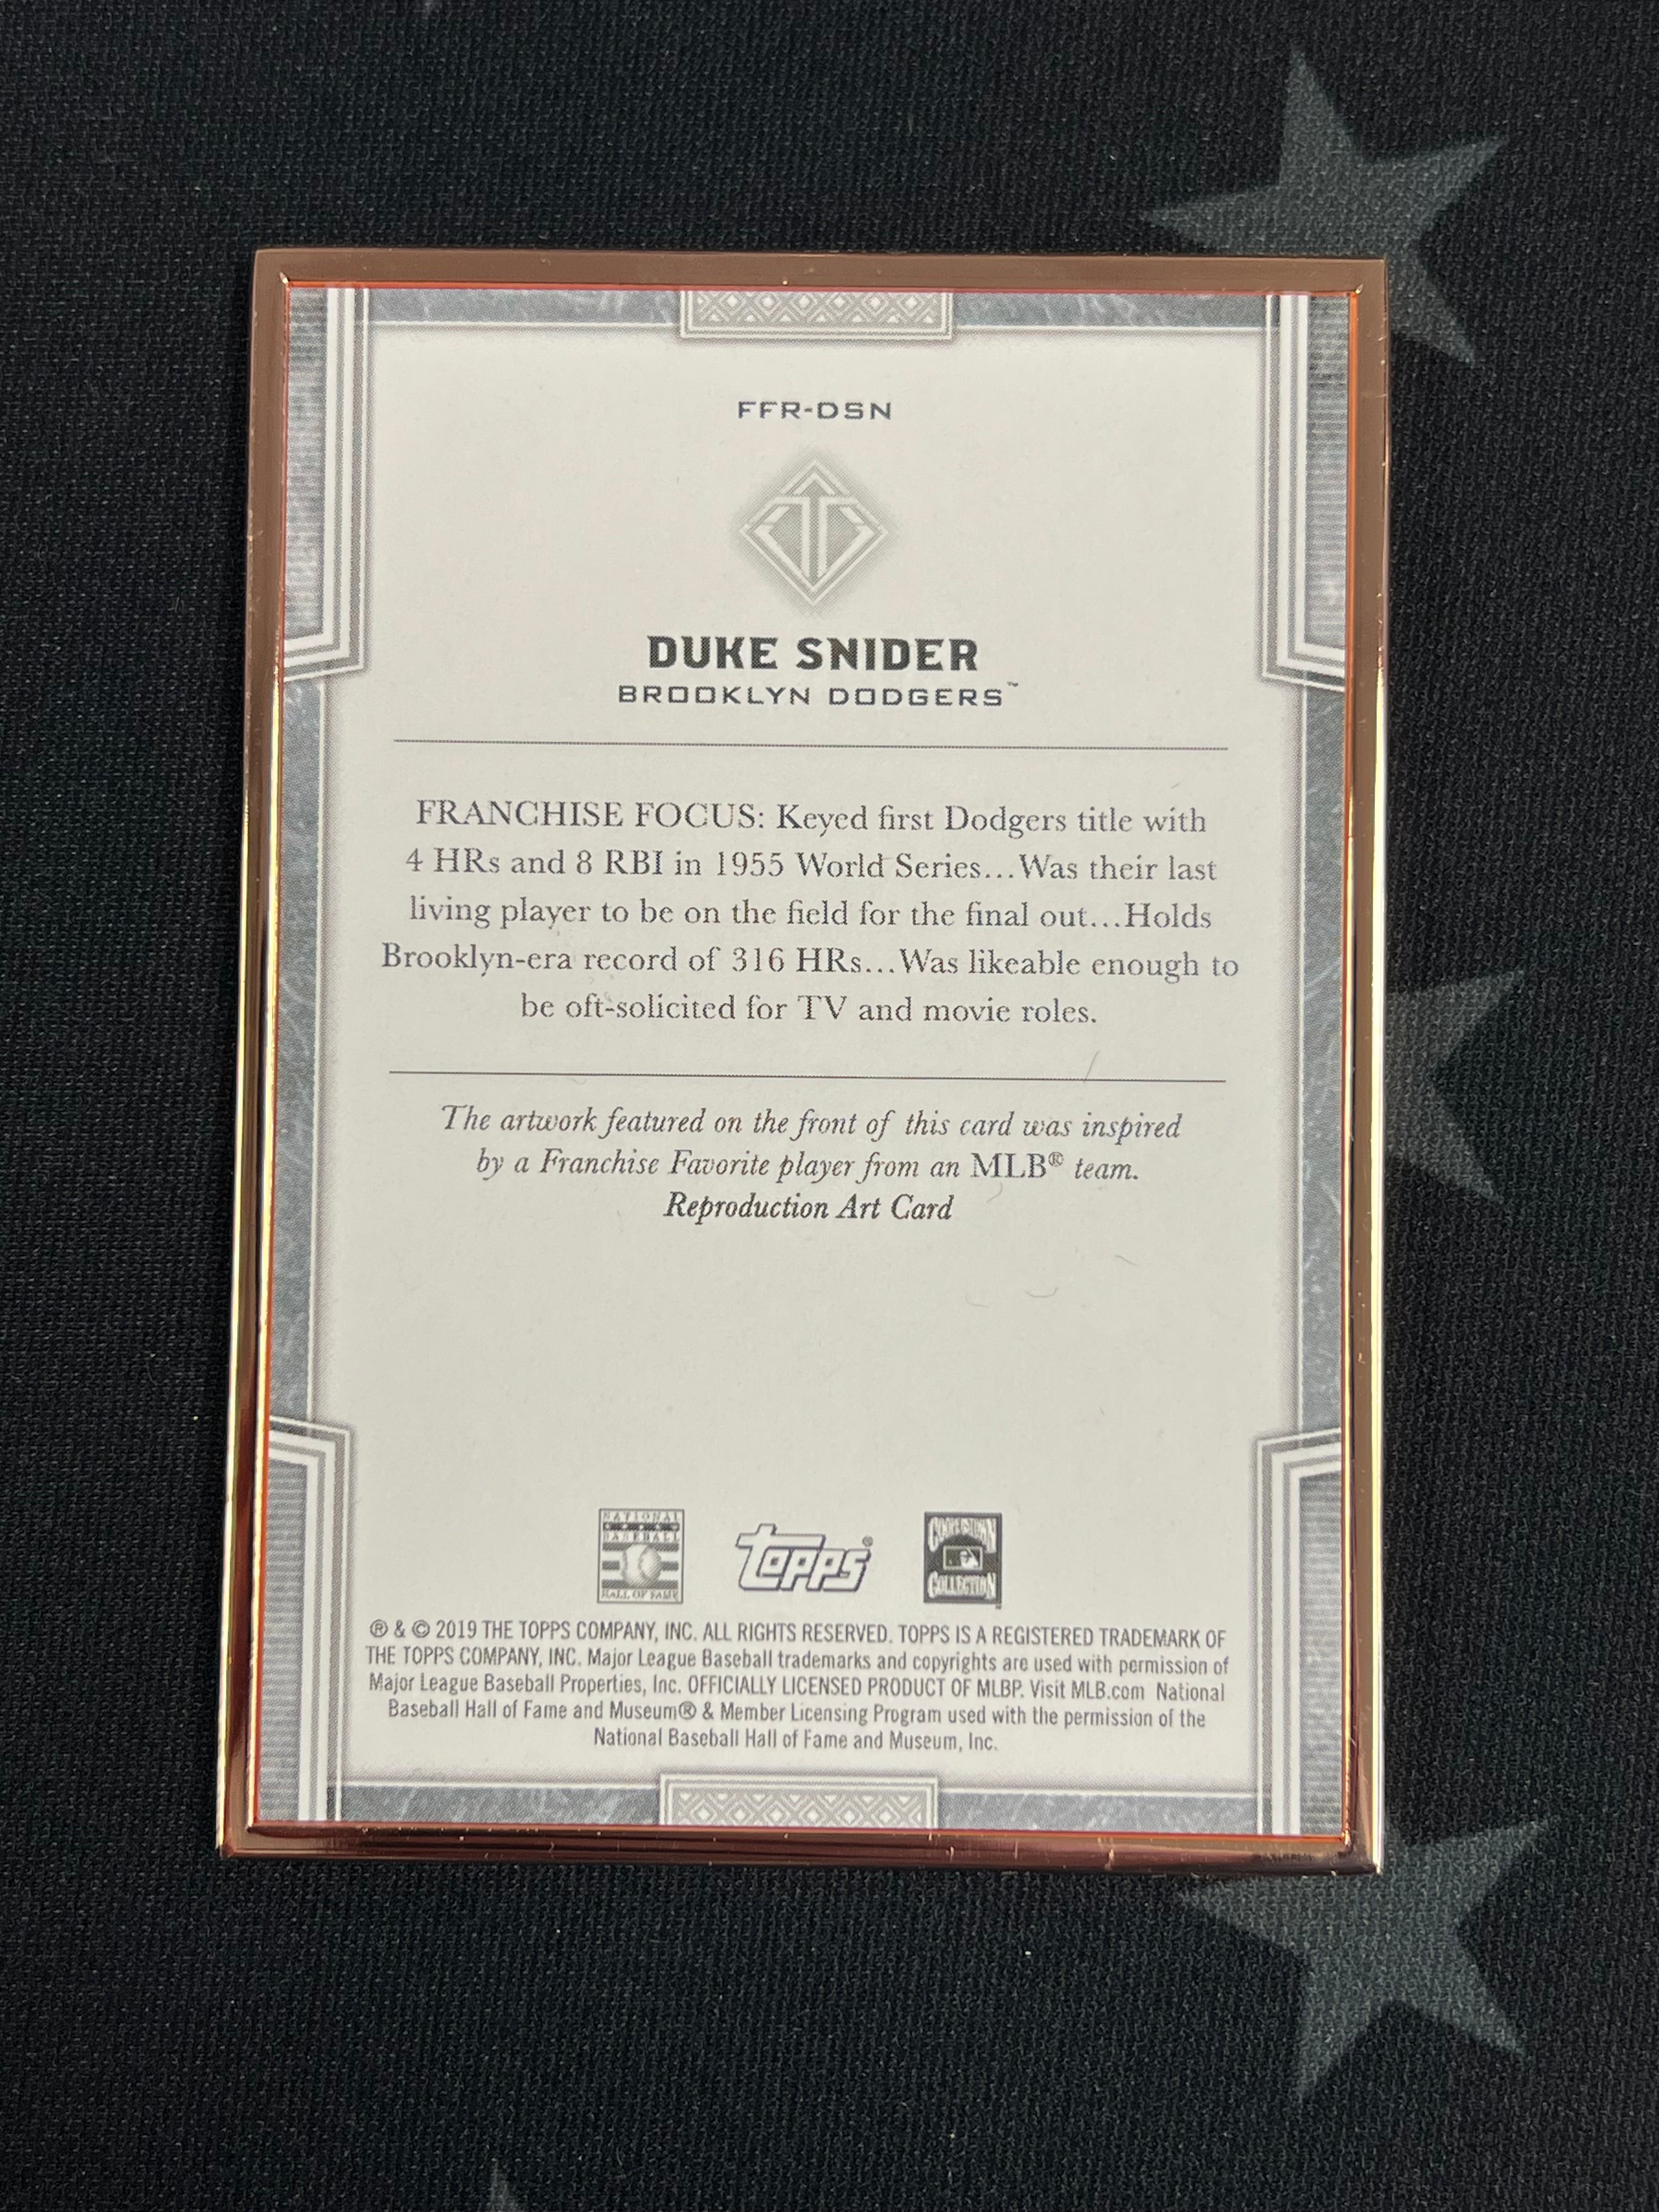 FFR-DSN
DUKE SNIDER
BROOKLYN DODGERS™
FRANCHISE FOCUS: Keyed first Dodgers title with
4 HRs and 8 RBI in 1955 World Series...Was their last
living player to be on the field for the final out...Holds
Brooklyn-era record of 316 HRs...Was likeable enough to
be oft-solicited for TV and movie roles.
The artwork featured on the front of this card was inspired
by a Franchise Favorite player from an MLB® team.
Reproduction Art Card
NATIONAL
BASEBALL
HALL OF FAME
topps®
COOPERSTOWN
COLLECTION
® & © 2019 THE TOPPS COMPANY, INC. ALL RIGHTS RESERVED. TOPPS IS A REGISTERED TRADEMARK OF
THE TOPPS COMPANY, INC. Major League Baseball trademarks and copyrights are used with permission of
Major League Baseball Properties, Inc. OFFICIALLY LICENSED PRODUCT OF MLBP. Visit MLB.com National
Baseball Hall of Fame and Museum® & Member Licensing Program used with the permission of the
National Baseball Hall of Fame and Museum, Inc.